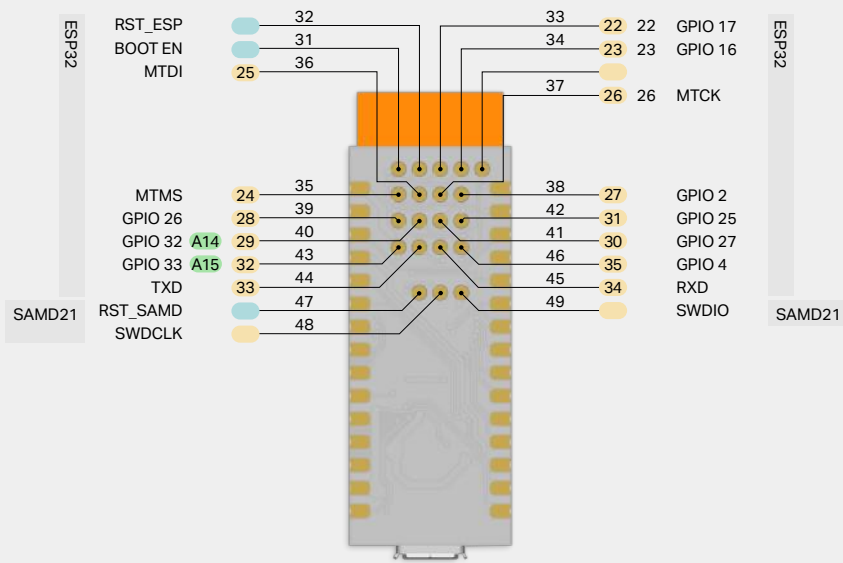 RST_ESP 32
BOOT EN 31
MTDI 25 36
ESP32
33 22 22 GPIO 17
34 23 23 GPIO 16
37 26 26 MTCK
ESP32
MTMS 24 35
GPIO 26 28 39
GPIO 32 A14 29 40
GPIO 33 A15 32 43
TXD 33 44
38 27 GPIO 2
42 31 GPIO 25
41 30 GPIO 27
46 35 GPIO 4
45 34 RXD
SAMD21 RST_SAMD 47
SWDCLK 48
49 SWDIO SAMD21